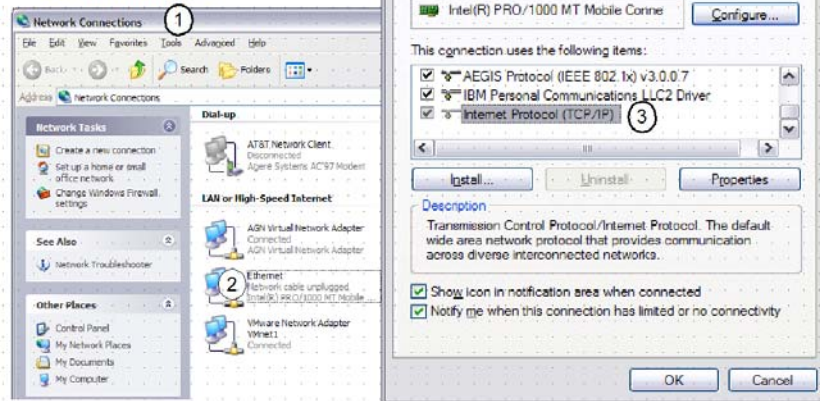 Network Connections
1
File Edit View Favorites Tools Advanced Help
Back
Search
Folders
Address Network Connections
Network Tasks
Create a new connection
Set up a home or small
office network
Change Windows Firewall
settings
See Also
Network Troubleshooter
Other Places
Control Panel
My Network Places
My Documents
My Computer
Dial-up
AT&T Network Client
Disconnected
Agere Systems AC'97 Modem
LAN or High-Speed Internet
AGN Virtual Network Adapter
Connected
AGN Virtual Network Adapter
2
Ethernet
Network cable unplugged
Intel(R) PRO/1000 MT Mobile ...
VMware Network Adapter
VMnet1
Connected
Intel(R) PRO/1000 MT Mobile Conne
Configure...
This connection uses the following items:
AEGIS Protocol (IEEE 802.1x) v3.0.0.7
IBM Personal Communications LLC2 Driver
Internet Protocol (TCP/IP)
3
Install...
Uninstall
Properties
Description
Transmission Control Protocol/Internet Protocol. The default
wide area network protocol that provides communication
across diverse interconnected networks.
Show icon in notification area when connected
Notify me when this connection has limited or no connectivity
OK
Cancel